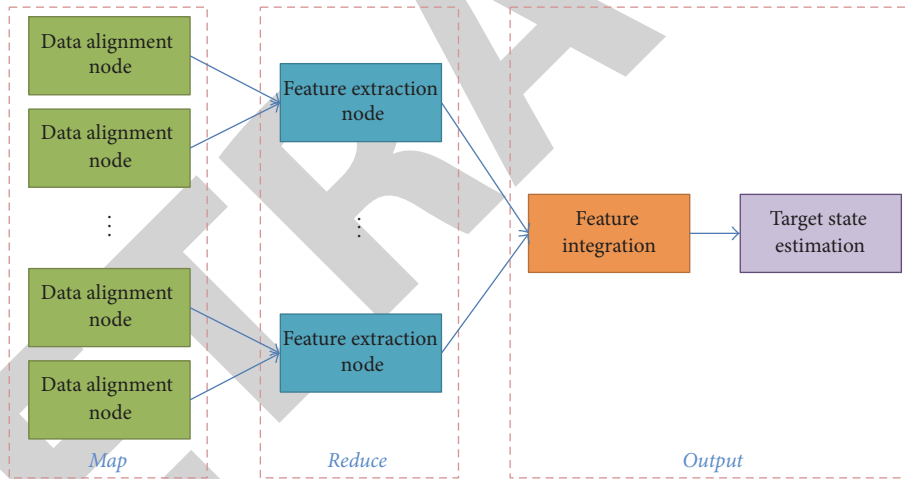 Data alignment
node
Data alignment
node
⋮
Data alignment
node
Data alignment
node
Map
Feature extraction
node
⋮
Feature extraction
node
Reduce
Feature
integration
Target state
estimation
Output